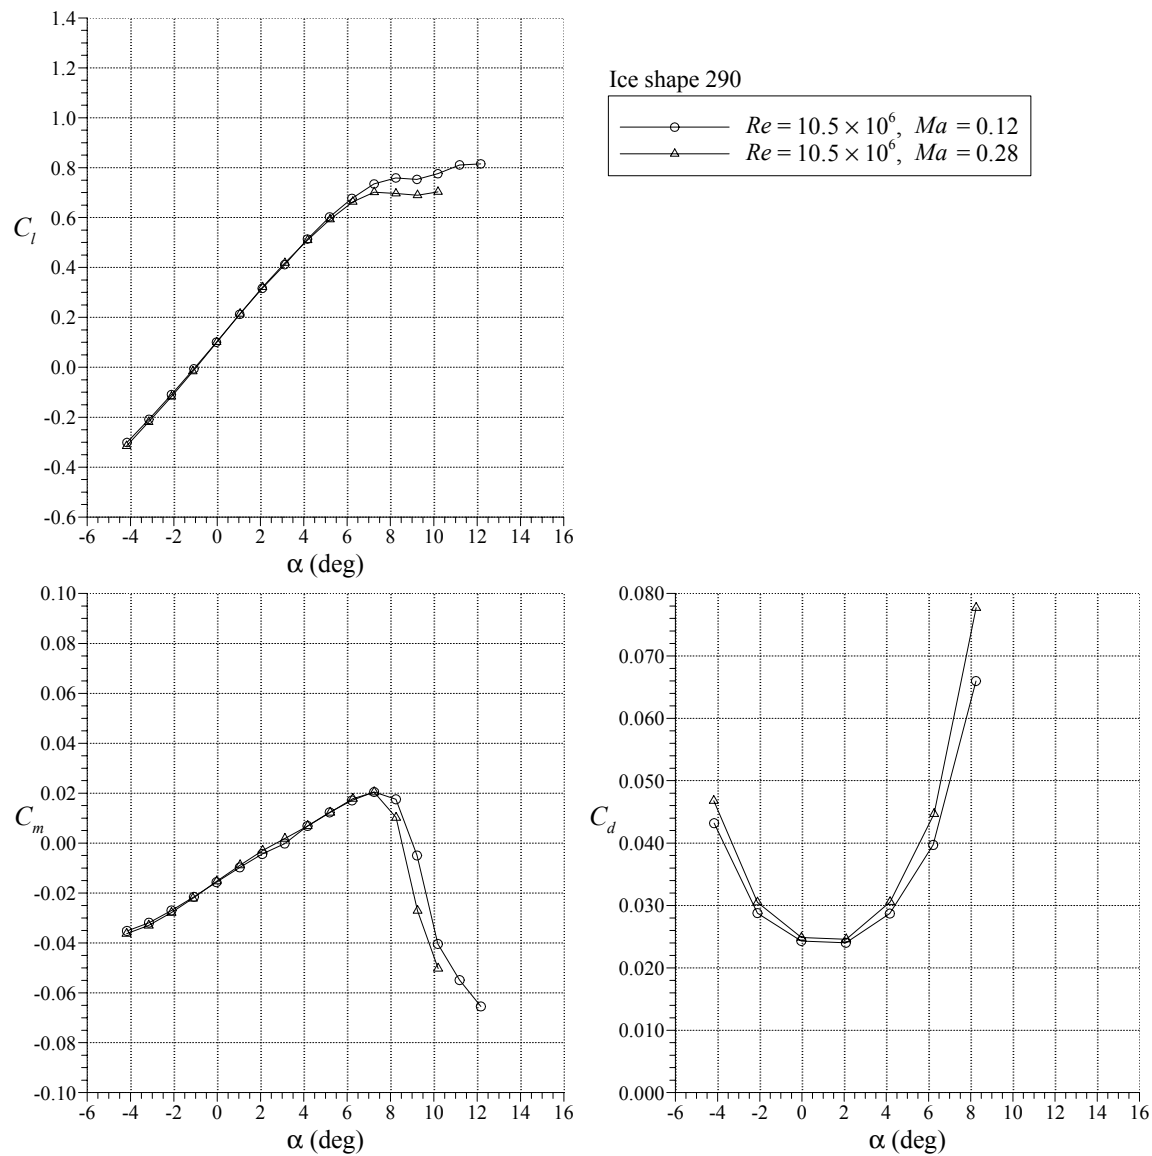 1.4
1.2
1.0
0.8
0.6
0.4
0.2
0.0
-0.2
-0.4
-0.6
C_l
-6 -4 -2 0 2 4 6 8 10 12 14 16
α (deg)
Ice shape 290
Re = 10.5 × 10⁶, Ma = 0.12
Re = 10.5 × 10⁶, Ma = 0.28
0.10
0.08
0.06
0.04
0.02
0.00
-0.02
-0.04
-0.06
-0.08
-0.10
C_m
-6 -4 -2 0 2 4 6 8 10 12 14 16
α (deg)
0.080
0.070
0.060
0.050
0.040
0.030
0.020
0.010
0.000
C_d
-6 -4 -2 0 2 4 6 8 10 12 14 16
α (deg)